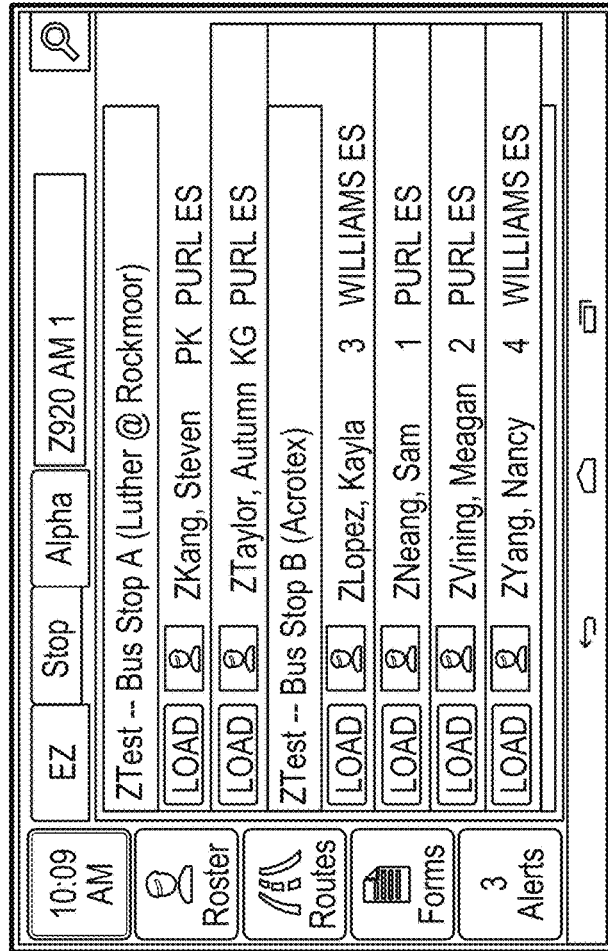 10:09 AM
EZ Stop Alpha Z920 AM 1
Roster
Routes
Forms
3 Alerts
ZTest -- Bus Stop A (Luther @ Rockmoor)
LOAD ZKang, Steven PK PURL ES
LOAD ZTaylor, Autumn KG PURL ES
ZTest -- Bus Stop B (Acrotex)
LOAD ZLopez, Kayla 3 WILLIAMS ES
LOAD ZNeang, Sam 1 PURL ES
LOAD ZVining, Meagan 2 PURL ES
LOAD ZYang, Nancy 4 WILLIAMS ES